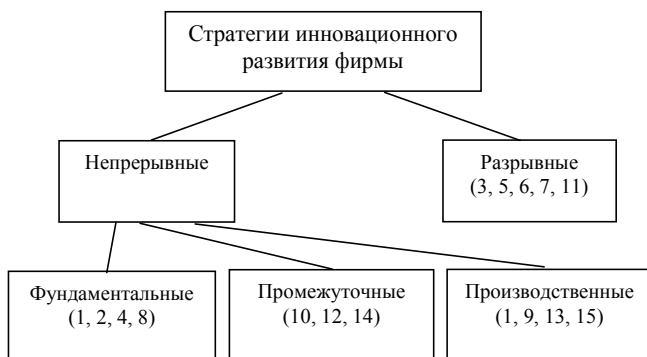 Стратегии инновационного
развития фирмы
Непрерывные
Разрывные
(3, 5, 6, 7, 11)
Фундаментальные
(1, 2, 4, 8)
Промежуточные
(10, 12, 14)
Производственные
(1, 9, 13, 15)